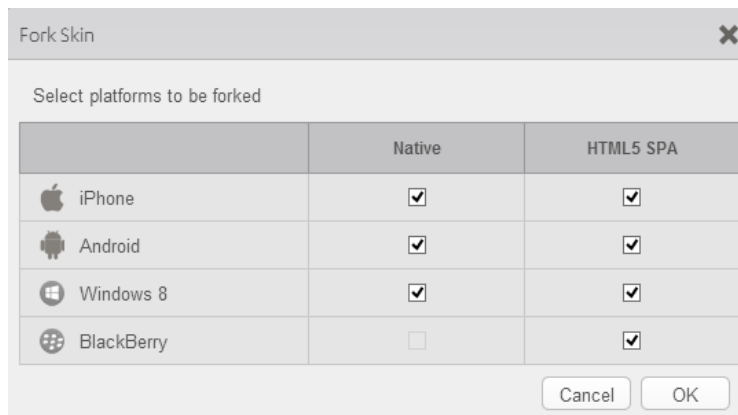 Fork Skin
Select platforms to be forked
Native HTML5 SPA
iPhone
Android
Windows 8
BlackBerry
Cancel OK